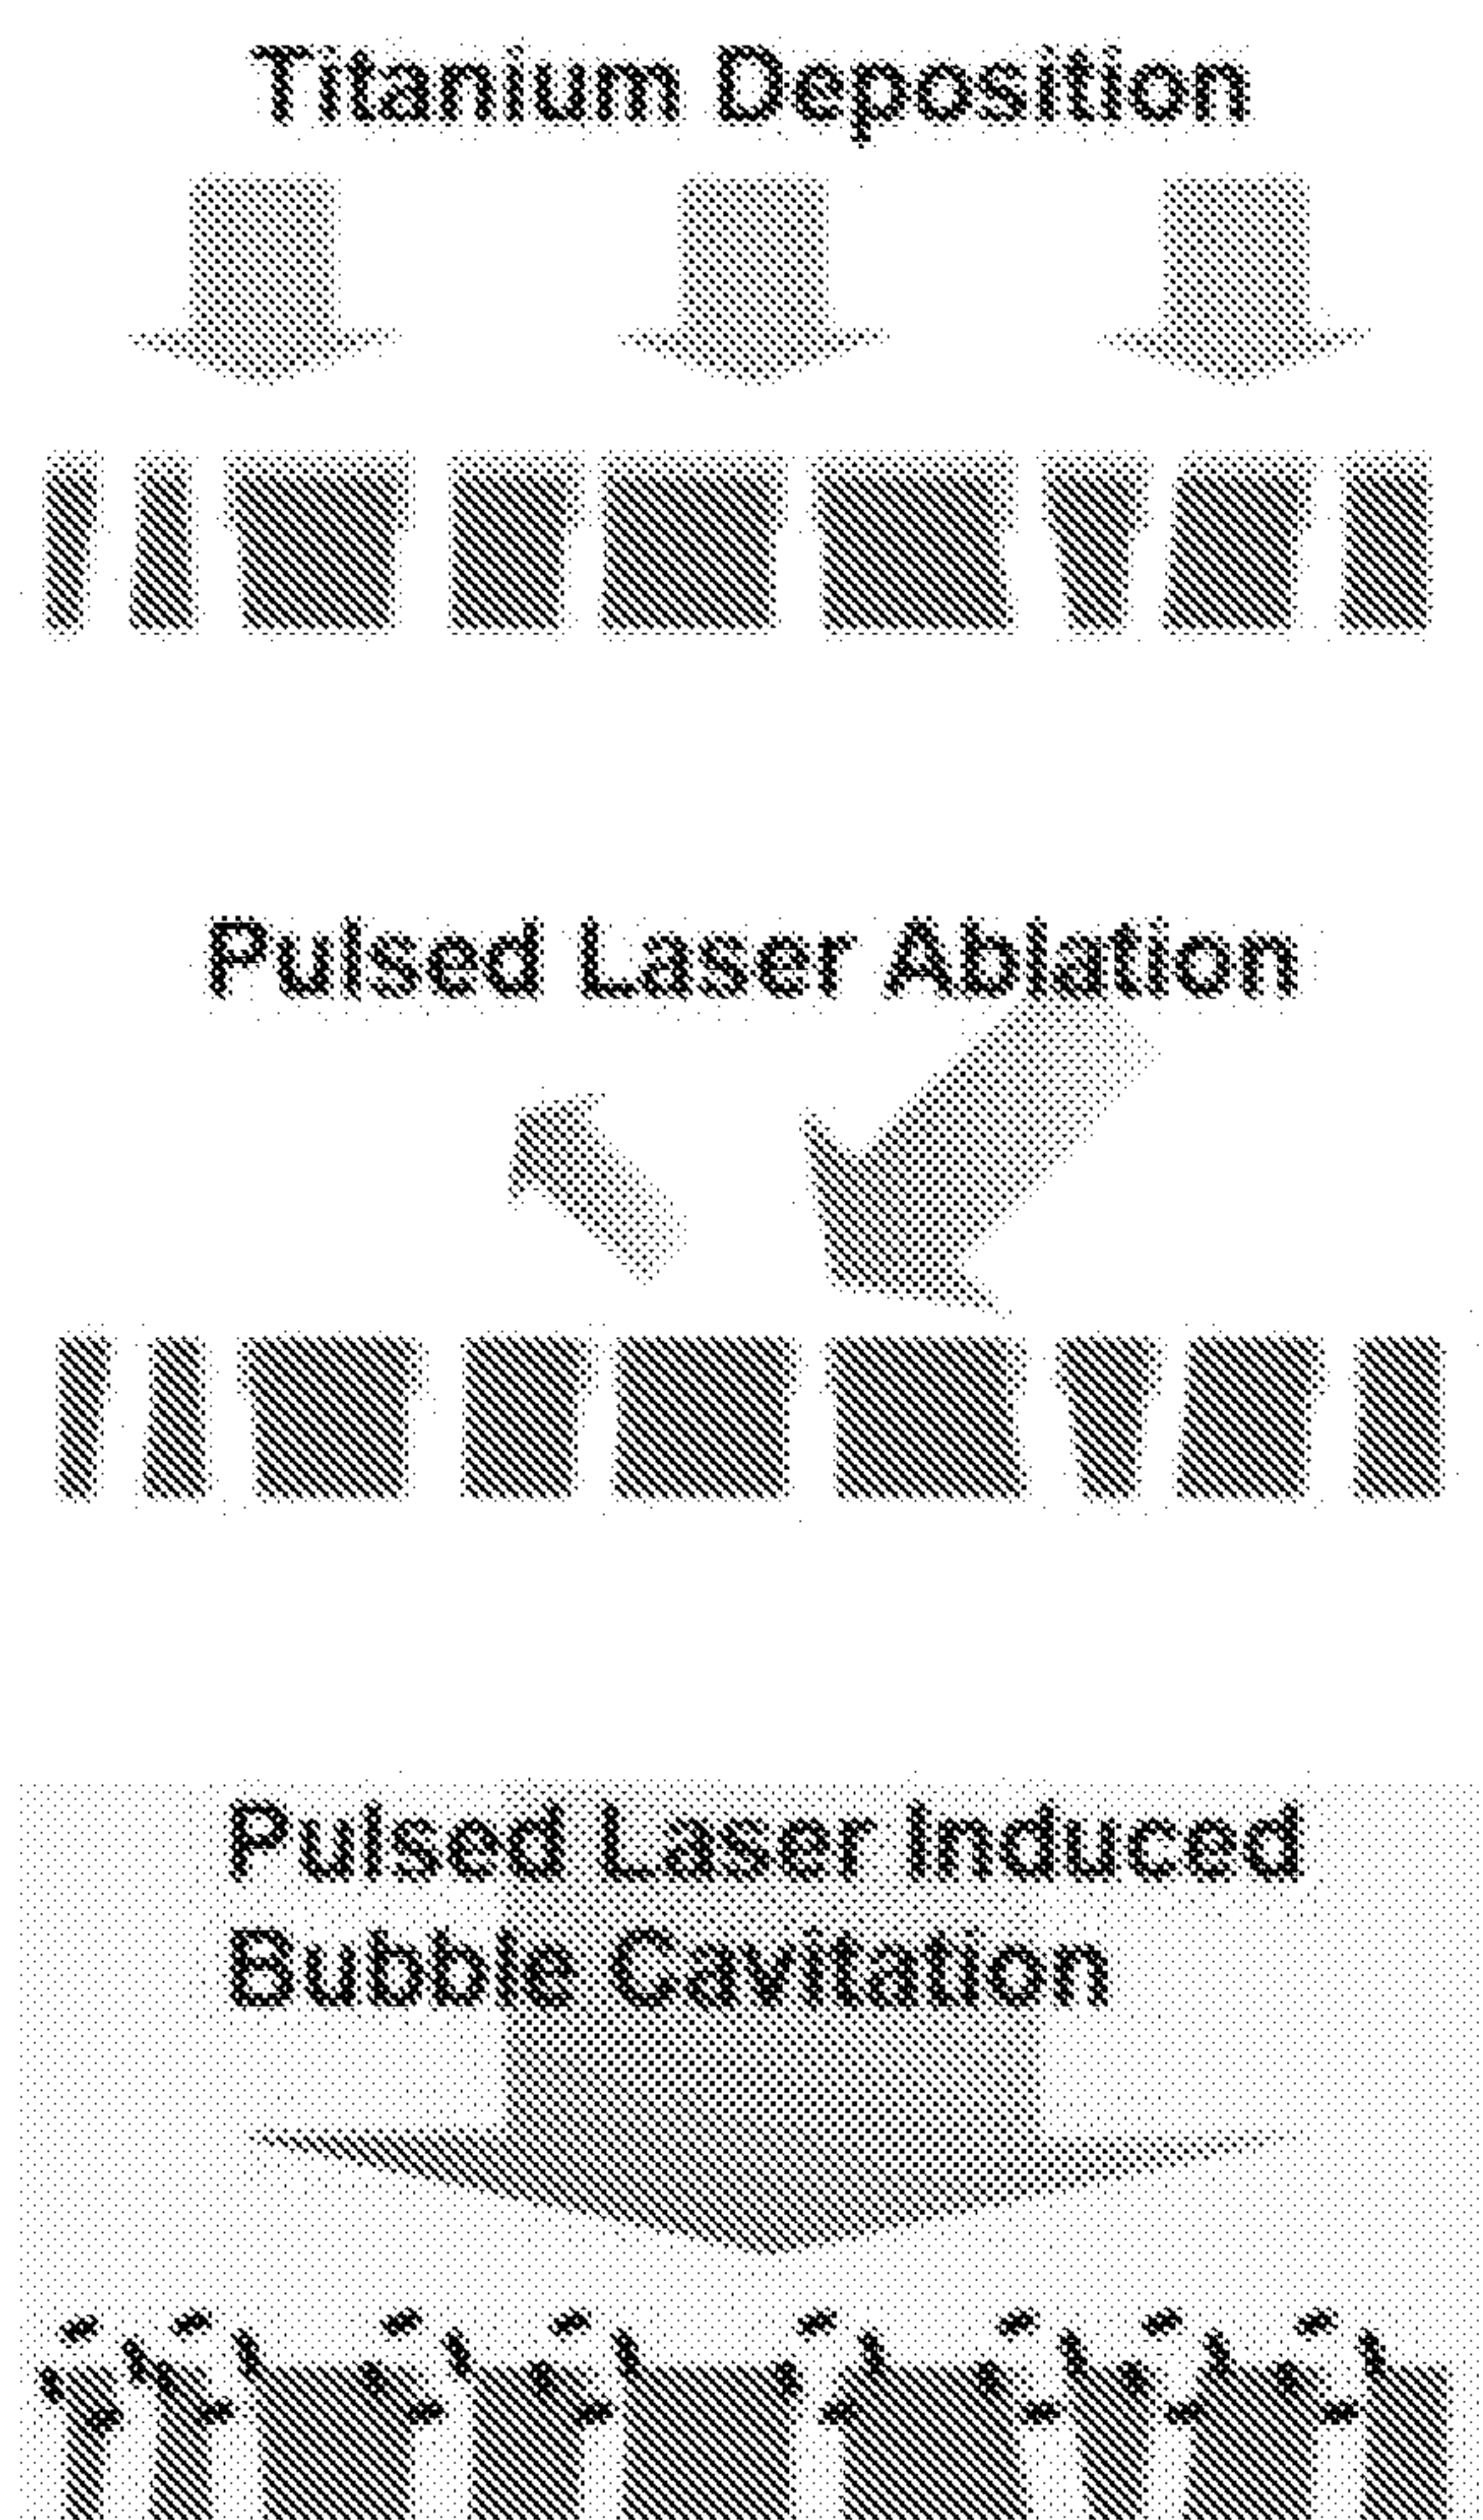 Titanium Deposition
Pulsed Laser Ablation
Pulsed Laser Induced
Bubble Cavitation